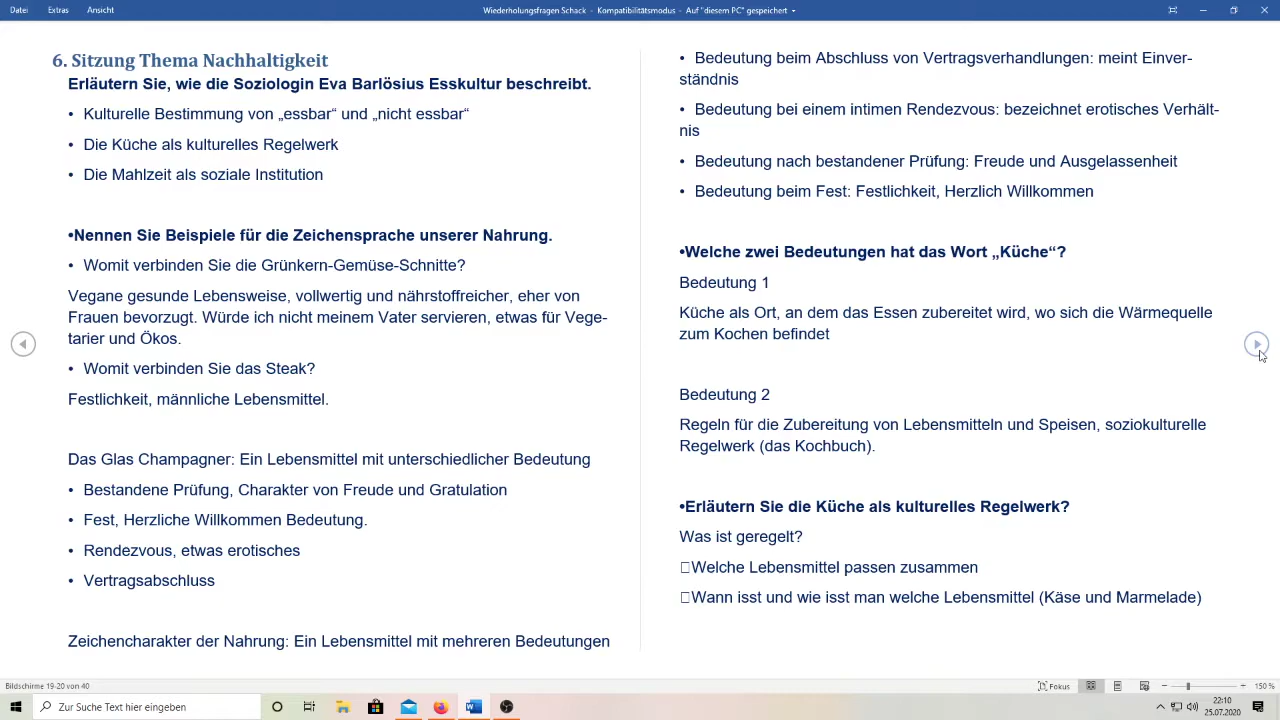 Datei Extras Ansicht
Wiederholungsfragen Schack - Kompatibilitätsmodus - Auf "diesem PC" gespeichert
6. Sitzung Thema Nachhaltigkeit
Erläutern Sie, wie die Soziologin Eva Barlösius Esskultur beschreibt.
• Kulturelle Bestimmung von „essbar“ und „nicht essbar“
• Die Küche als kulturelles Regelwerk
• Die Mahlzeit als soziale Institution
•Nennen Sie Beispiele für die Zeichensprache unserer Nahrung.
• Womit verbinden Sie die Grünkern-Gemüse-Schnitte?
Vegane gesunde Lebensweise, vollwertig und nährstoffreicher, eher von
Frauen bevorzugt. Würde ich nicht meinem Vater servieren, etwas für Vege-
tarier und Ökos.
• Womit verbinden Sie das Steak?
Festlichkeit, männliche Lebensmittel.
Das Glas Champagner: Ein Lebensmittel mit unterschiedlicher Bedeutung
• Bestandene Prüfung, Charakter von Freude und Gratulation
• Fest, Herzliche Willkommen Bedeutung.
• Rendezvous, etwas erotisches
• Vertragsabschluss
Zeichencharakter der Nahrung: Ein Lebensmittel mit mehreren Bedeutungen
• Bedeutung beim Abschluss von Vertragsverhandlungen: meint Einver-
ständnis
• Bedeutung bei einem intimen Rendezvous: bezeichnet erotisches Verhält-
nis
• Bedeutung nach bestandener Prüfung: Freude und Ausgelassenheit
• Bedeutung beim Fest: Festlichkeit, Herzlich Willkommen
•Welche zwei Bedeutungen hat das Wort „Küche“?
Bedeutung 1
Küche als Ort, an dem das Essen zubereitet wird, wo sich die Wärmequelle
zum Kochen befindet
Bedeutung 2
Regeln für die Zubereitung von Lebensmitteln und Speisen, soziokulturelle
Regelwerk (das Kochbuch).
•Erläutern Sie die Küche als kulturelles Regelwerk?
Was ist geregelt?
□Welche Lebensmittel passen zusammen
□Wann isst und wie isst man welche Lebensmittel (Käse und Marmelade)
Bildschirme 19-20 von 40
Fokus
150 %
Zur Suche Text hier eingeben
22:10
25.07.2020